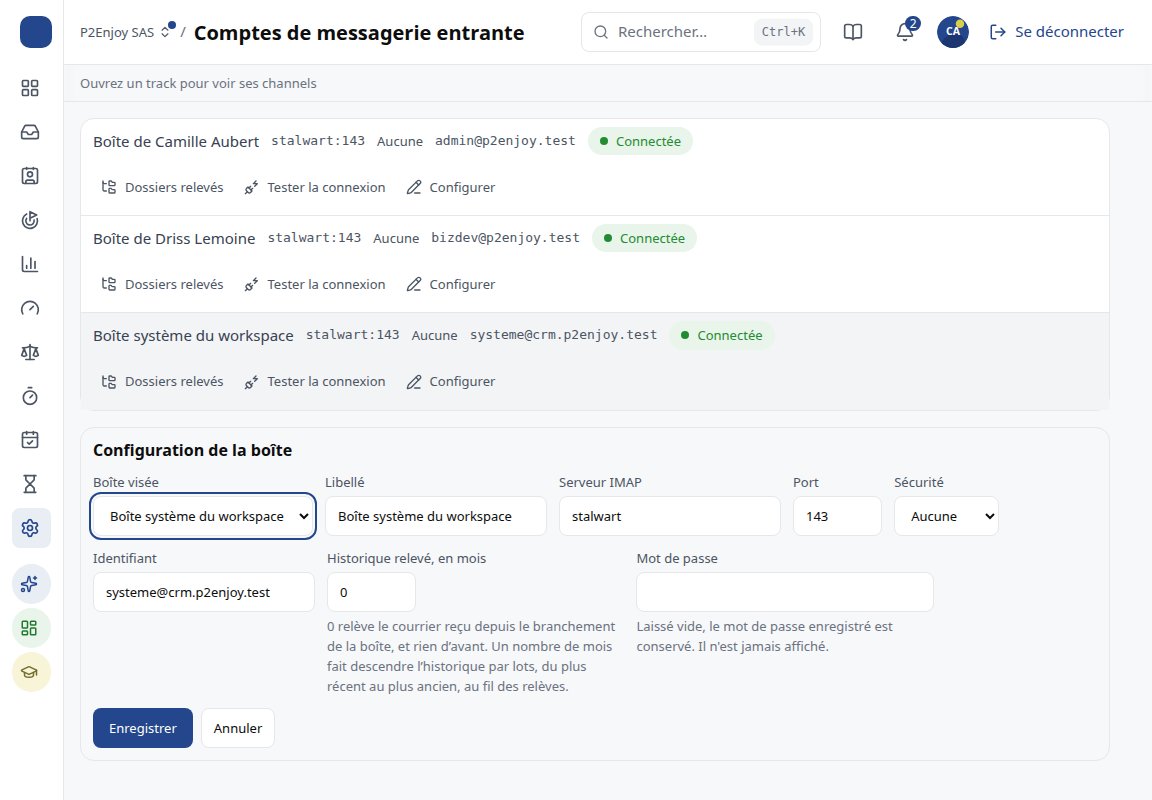 P2Enjoy SAS / Comptes de messagerie entrante
Rechercher... Ctrl+K
2
CA
Se déconnecter
Ouvrez un track pour voir ses channels
Boîte de Camille Aubert stalwart:143 Aucune admin@p2enjoy.test Connectée
Dossiers relevés Tester la connexion Configurer
Boîte de Driss Lemoine stalwart:143 Aucune bizdev@p2enjoy.test Connectée
Dossiers relevés Tester la connexion Configurer
Boîte système du workspace stalwart:143 Aucune systeme@crm.p2enjoy.test Connectée
Dossiers relevés Tester la connexion Configurer
Configuration de la boîte
Boîte visée Libellé Serveur IMAP Port Sécurité
Boîte système du workspace Boîte système du workspace stalwart 143 Aucune
Identifiant Historique relevé, en mois Mot de passe
systeme@crm.p2enjoy.test 0
0 relève le courrier reçu depuis le branchement
de la boîte, et rien d’avant. Un nombre de mois
fait descendre l’historique par lots, du plus
récent au plus ancien, au fil des relèves.
Laissé vide, le mot de passe enregistré est
conservé. Il n'est jamais affiché.
Enregistrer Annuler